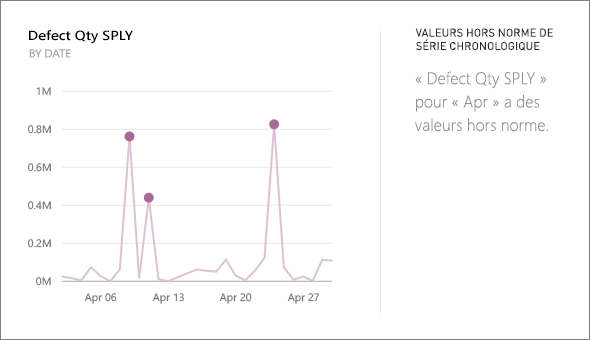 Defect Qty SPLY
BY DATE
1M
0.8M
0.6M
0.4M
0.2M
0M
Apr 06
Apr 13
Apr 20
Apr 27
VALEURS HORS NORME DE
SÉRIE CHRONOLOGIQUE
« Defect Qty SPLY »
pour « Apr » a des
valeurs hors norme.